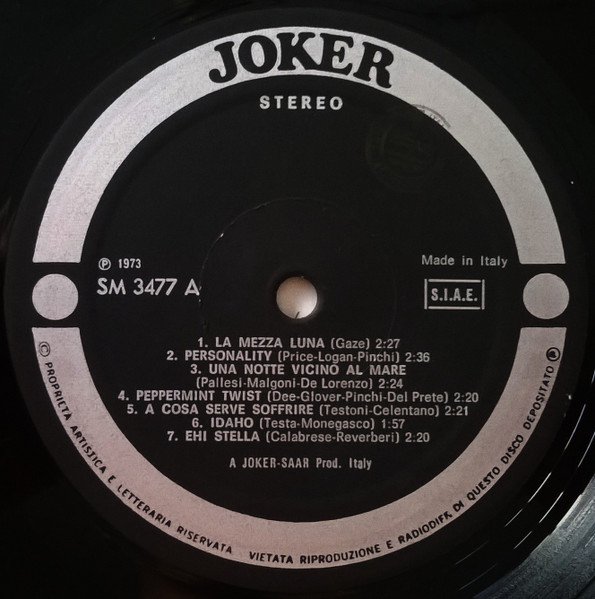 JOKER
STEREO
℗ 1973
Made in Italy
SM 3477 A
S.I.A.E.
1. LA MEZZA LUNA (Gaze) 2:27
2. PERSONALITY (Price-Logan-Pinchi) 2:36
3. UNA NOTTE VICINO AL MARE
(Pallesi-Malgoni-De Lorenzo) 2:24
4. PEPPERMINT TWIST (Dee-Glover-Pinchi-Del Prete) 2:20
5. A COSA SERVE SOFFRIRE (Testoni-Celentano) 2:21
6. IDAHO (Testa-Monegasco) 1:57
7. EHI STELLA (Calabrese-Reverberi) 2:20
A JOKER-SAAR Prod. Italy
© PROPRIETA ARTISTICA E LETTERARIA RISERVATA VIETATA RIPRODUZIONE E RADIODIFF. DI QUESTO DISCO DEPOSITATO ℗